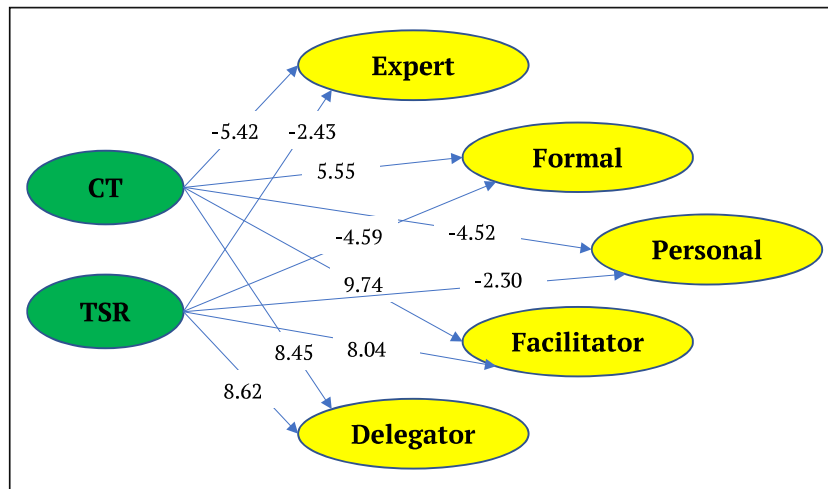 Expert
-5.42
-2.43
Formal
5.55
CT
-4.59
-4.52
Personal
-2.30
9.74
TSR
Facilitator
8.45
8.04
8.62
Delegator